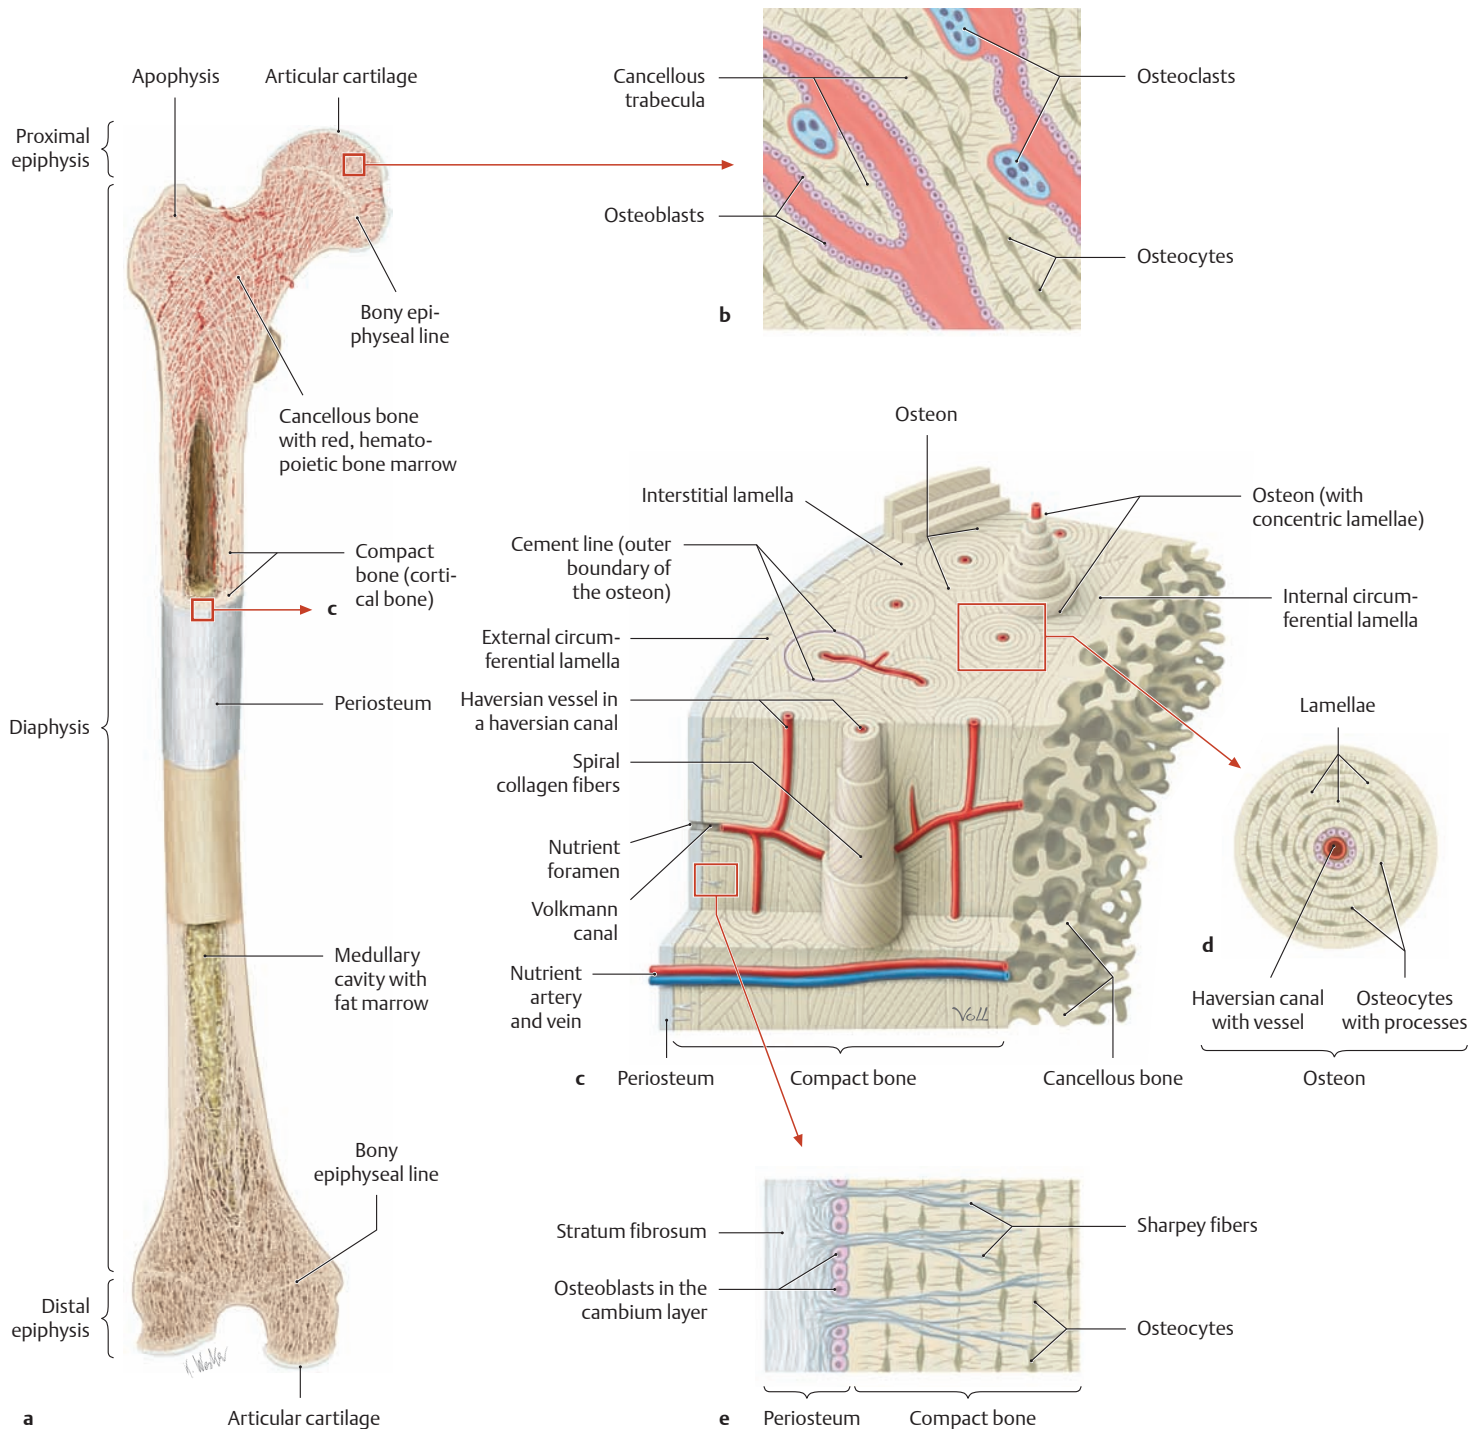 Apophysis
Articular cartilage
Proximal
epiphysis
Bony epi-
physeal line
Cancellous bone
with red, hemato-
poietic bone marrow
Compact
bone (corti-
cal bone)
c
Periosteum
Diaphysis
Medullary
cavity with
fat marrow
Bony
epiphyseal line
Distal
epiphysis
Articular cartilage
a
Cancellous
trabecula
Osteoclasts
Osteoblasts
Osteocytes
b
Osteon
Interstitial lamella
Osteon (with
concentric lamellae)
Cement line (outer
boundary of
the osteon)
Internal circum-
ferential lamella
External circum-
ferential lamella
Haversian vessel in
a haversian canal
Spiral
collagen fibers
Nutrient
foramen
Volkmann
canal
Nutrient
artery
and vein
Voll
c
Periosteum
Compact bone
Cancellous bone
Lamellae
d
Haversian canal
with vessel
Osteocytes
with processes
Osteon
Stratum fibrosum
Sharpey fibers
Osteoblasts in the
cambium layer
Osteocytes
e
Periosteum
Compact bone